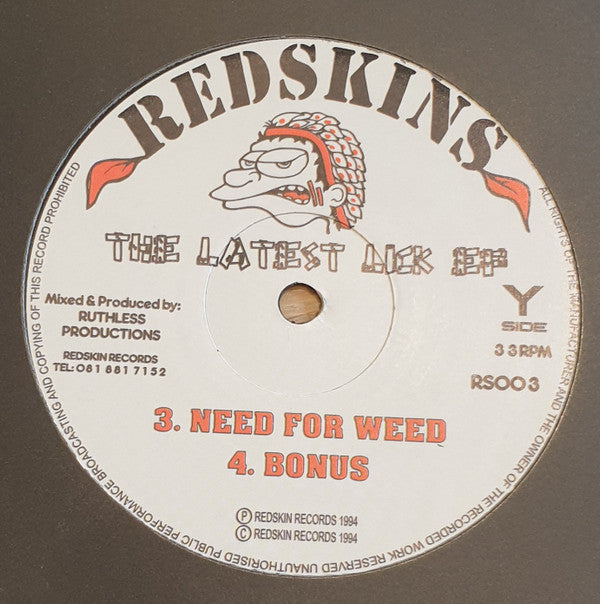 REDSKINS
THE LATEST LICK EP
Mixed & Produced by:
RUTHLESS
PRODUCTIONS
REDSKIN RECORDS
TEL: 081 881 7152
Y
SIDE
33RPM
RS003
3. NEED FOR WEED
4. BONUS
Ⓟ REDSKIN RECORDS 1994
Ⓒ REDSKIN RECORDS 1994
ALL RIGHTS OF THE MANUFACTURER AND THE OWNER OF THE RECORDED WORK RESERVED UNAUTHORISED PUBLIC PERFORMANCE BROADCASTING AND COPYING OF THIS RECORD PROHIBITED